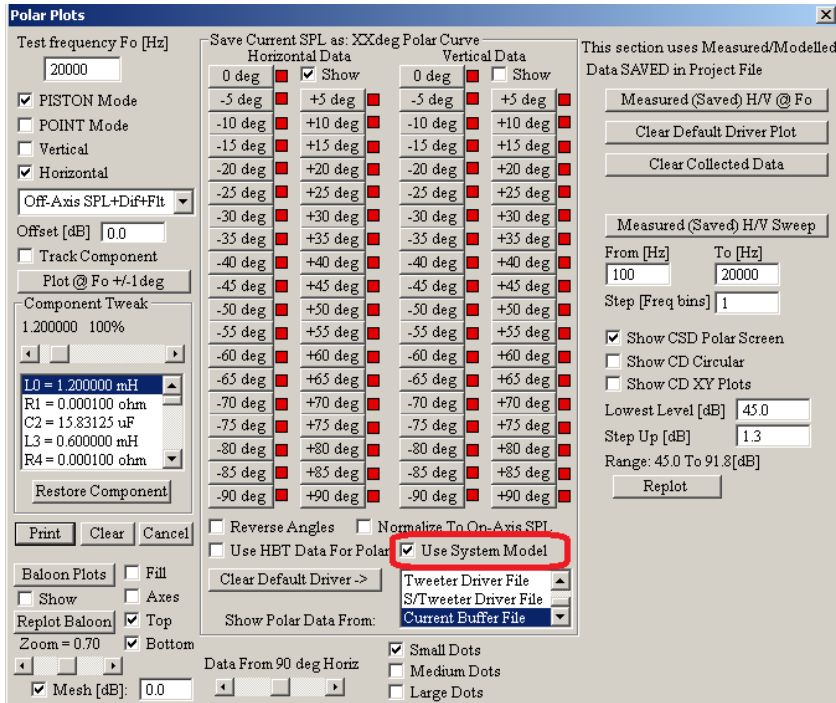 Polar Plots
Test frequency Fo [Hz]
20000
PISTON Mode
POINT Mode
Vertical
Horizontal
Off-Axis SPL+Dif+Flt
Offset [dB] 0.0
Track Component
Plot @ Fo +/-1deg
Component Tweak
1.200000 100%
L0 = 1.200000 mH
R1 = 0.000100 ohm
C2 = 15.83125 uF
L3 = 0.600000 mH
R4 = 0.000100 ohm
Restore Component
Print Clear Cancel
Baloon Plots Fill
Show Axes
Replot Baloon Top
Zoom = 0.70 Bottom
Mesh [dB]: 0.0
Save Current SPL as: XXdeg Polar Curve
Horizontal Data Vertical Data
0 deg Show 0 deg Show
-5 deg +5 deg -5 deg +5 deg
-10 deg +10 deg -10 deg +10 deg
-15 deg +15 deg -15 deg +15 deg
-20 deg +20 deg -20 deg +20 deg
-25 deg +25 deg -25 deg +25 deg
-30 deg +30 deg -30 deg +30 deg
-35 deg +35 deg -35 deg +35 deg
-40 deg +40 deg -40 deg +40 deg
-45 deg +45 deg -45 deg +45 deg
-50 deg +50 deg -50 deg +50 deg
-55 deg +55 deg -55 deg +55 deg
-60 deg +60 deg -60 deg +60 deg
-65 deg +65 deg -65 deg +65 deg
-70 deg +70 deg -70 deg +70 deg
-75 deg +75 deg -75 deg +75 deg
-80 deg +80 deg -80 deg +80 deg
-85 deg +85 deg -85 deg +85 deg
-90 deg +90 deg -90 deg +90 deg
Reverse Angles Normalize To On-Axis SPL
Use HBT Data For Polar Use System Model
Clear Default Driver -> Tweeter Driver File
S/Tweeter Driver File
Show Polar Data From: Current Buffer File
Data From 90 deg Horiz
Small Dots
Medium Dots
Large Dots
This section uses Measured/Modelled
Data SAVED in Project File
Measured (Saved) H/V @ Fo
Clear Default Driver Plot
Clear Collected Data
Measured (Saved) H/V Sweep
From [Hz] To [Hz]
100 20000
Step [Freq bins] 1
Show CSD Polar Screen
Show CD Circular
Show CD XY Plots
Lowest Level [dB] 45.0
Step Up [dB] 1.3
Range: 45.0 To 91.8[dB]
Replot